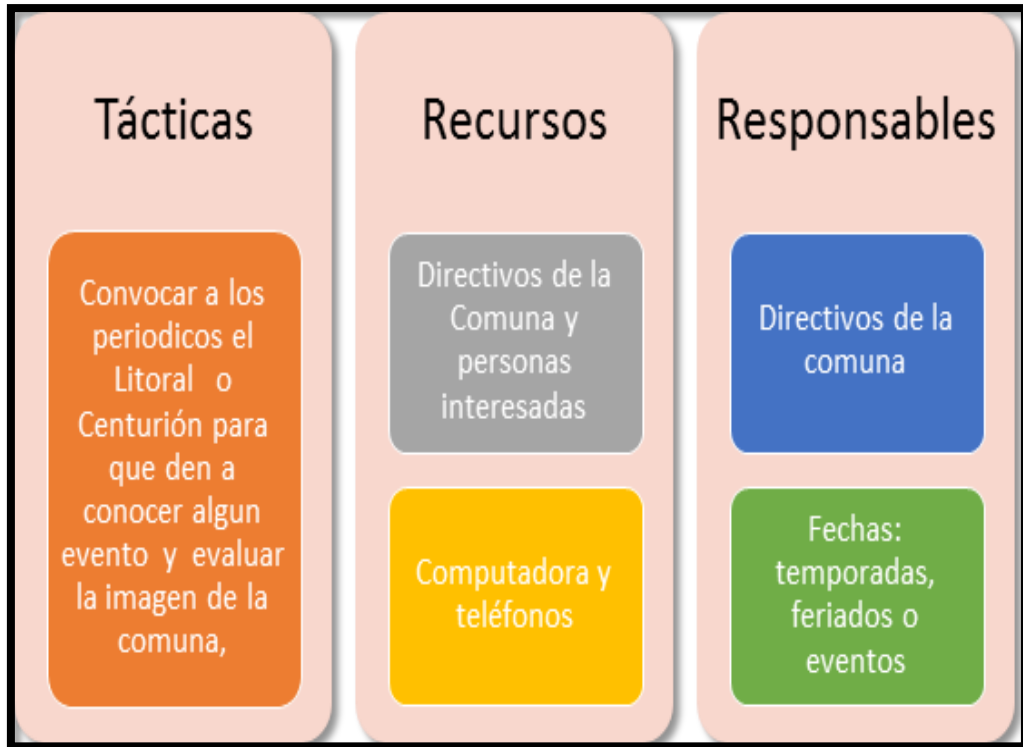 Tácticas
Convocar a los
periodicos el
Litoral o
Centurión para
que den a
conocer algun
evento y evaluar
la imagen de la
comuna,
Recursos
Directivos de la
Comuna y
personas
interesadas
Computadora y
teléfonos
Responsables
Directivos de la
comuna
Fechas:
temporadas,
feriados o
eventos